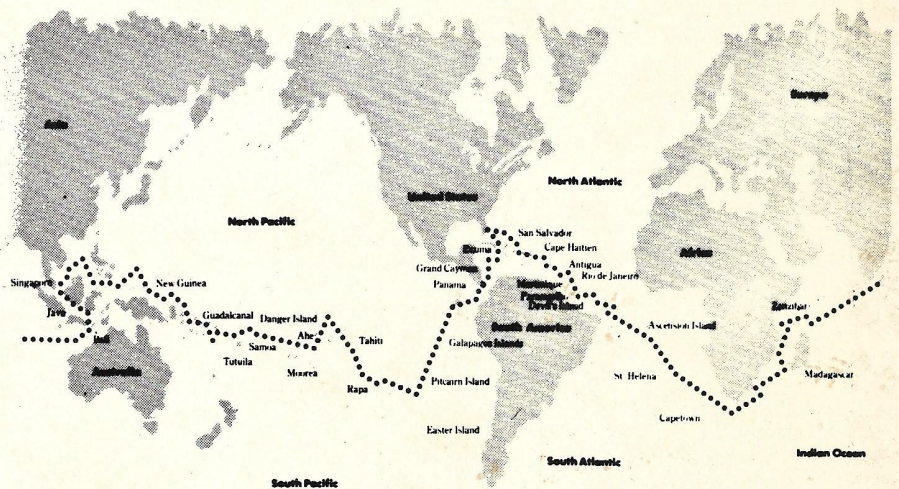 Europe
Asia
North Atlantic
United States
North Pacific
San Salvador
Exuma
Cape Haitien
Africa
Grand Cayman
Antigua
Rio de Janeiro
Singapore
New Guinea
Panama
Martinique
Devil's Island
Zanzibar
Java
Guadalcanal
Danger Island
Ascension Island
South America
Bali
Samoa
Ahe
Tahiti
Galapagos Islands
Tutuila
Moorea
Australia
Rapa
Pitcairn Island
St. Helena
Madagascar
Capetown
Easter Island
Indian Ocean
South Atlantic
South Pacific